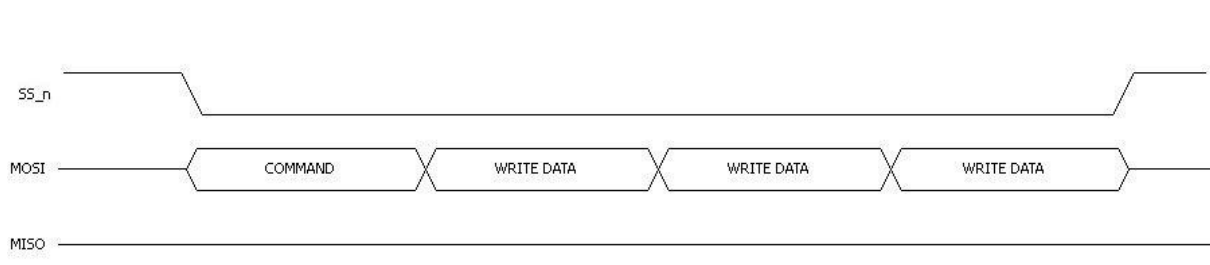 SS_n
MOSI COMMAND WRITE DATA WRITE DATA WRITE DATA
MISO